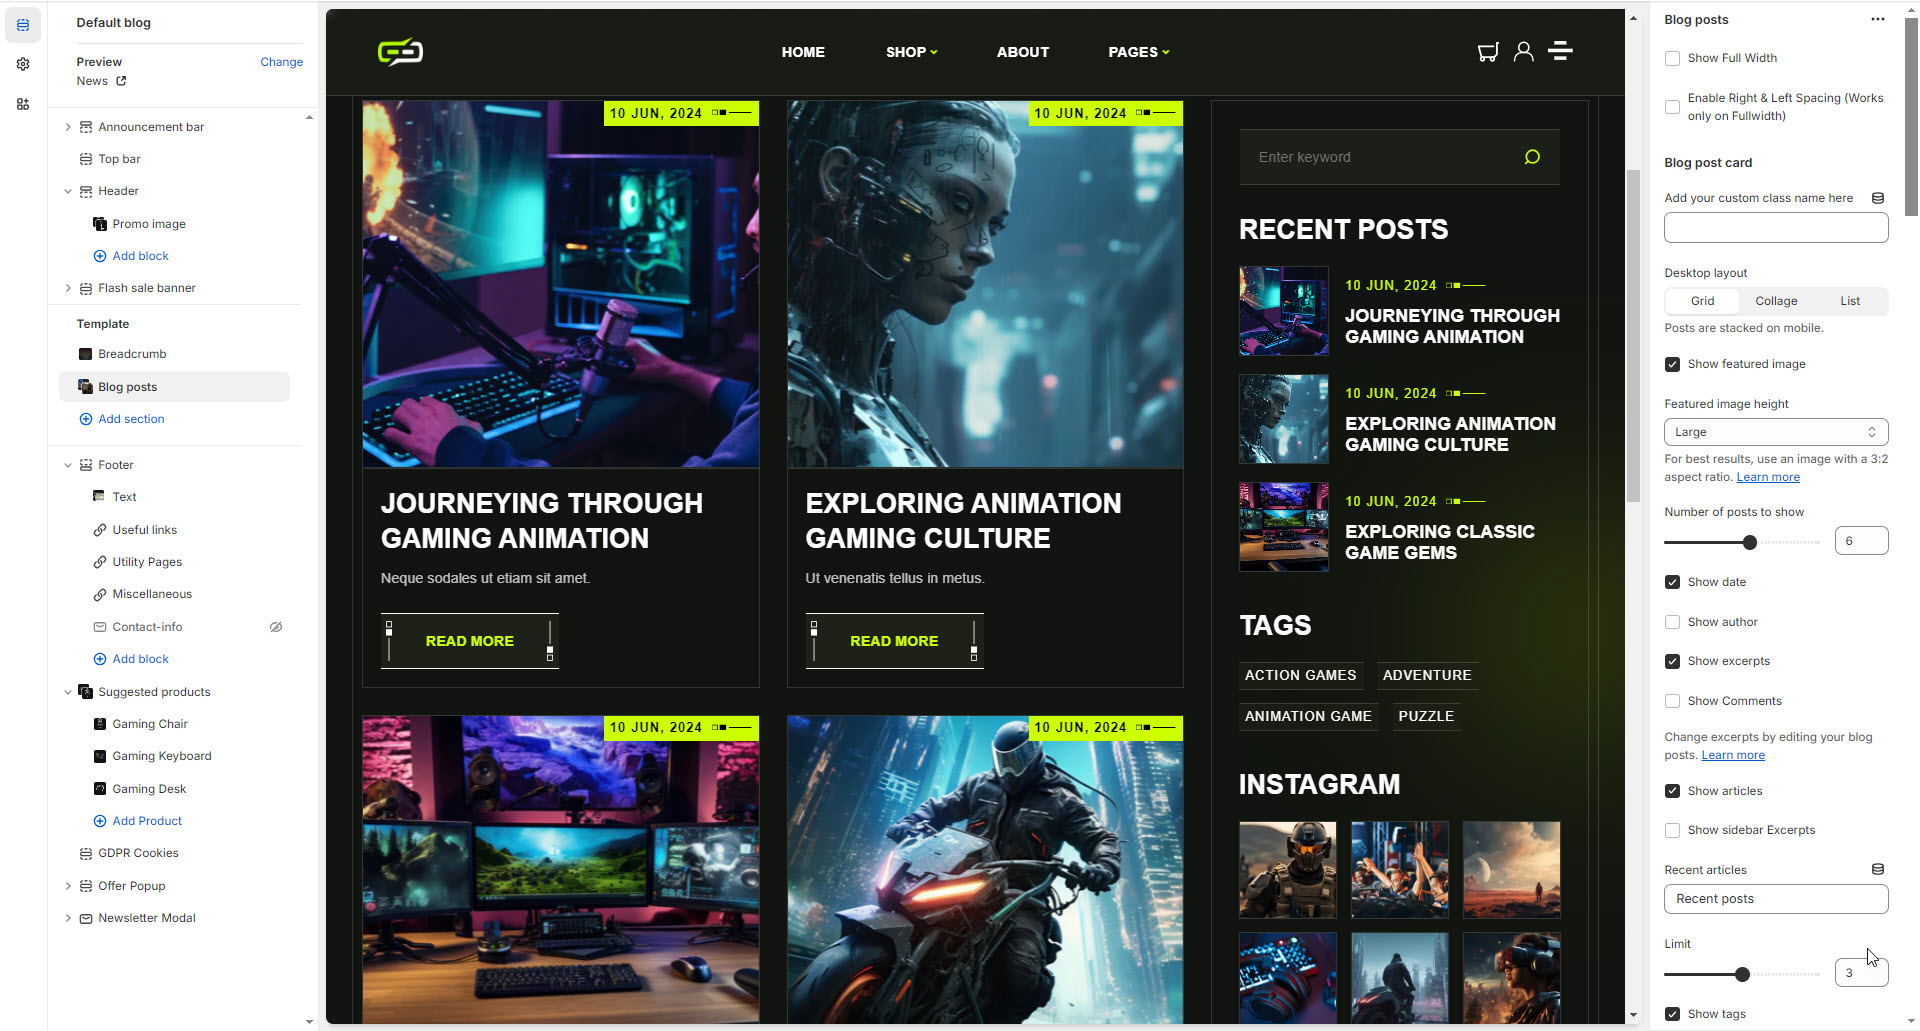 Default blog
Preview
Change
News
Announcement bar
Top bar
Header
Promo image
Add block
Flash sale banner
Template
Breadcrumb
Blog posts
Add section
Footer
Text
Useful links
Utility Pages
Miscellaneous
Contact-info
Add block
Suggested products
Gaming Chair
Gaming Keyboard
Gaming Desk
Add Product
GDPR Cookies
Offer Popup
Newsletter Modal
HOME
SHOP
ABOUT
PAGES
10 JUN, 2024
JOURNEYING THROUGH
GAMING ANIMATION
Neque sodales ut etiam sit amet.
READ MORE
10 JUN, 2024
EXPLORING ANIMATION
GAMING CULTURE
Ut venenatis tellus in metus.
READ MORE
10 JUN, 2024
10 JUN, 2024
Enter keyword
RECENT POSTS
10 JUN, 2024
JOURNEYING THROUGH
GAMING ANIMATION
10 JUN, 2024
EXPLORING ANIMATION
GAMING CULTURE
10 JUN, 2024
EXPLORING CLASSIC
GAME GEMS
TAGS
ACTION GAMES
ADVENTURE
ANIMATION GAME
PUZZLE
INSTAGRAM
Blog posts
Show Full Width
Enable Right & Left Spacing (Works
only on Fullwidth)
Blog post card
Add your custom class name here
Desktop layout
Grid
Collage
List
Posts are stacked on mobile.
Show featured image
Featured image height
Large
For best results, use an image with a 3:2
aspect ratio. Learn more
Number of posts to show
6
Show date
Show author
Show excerpts
Show Comments
Change excerpts by editing your blog
posts. Learn more
Show articles
Show sidebar Excerpts
Recent articles
Recent posts
Limit
3
Show tags